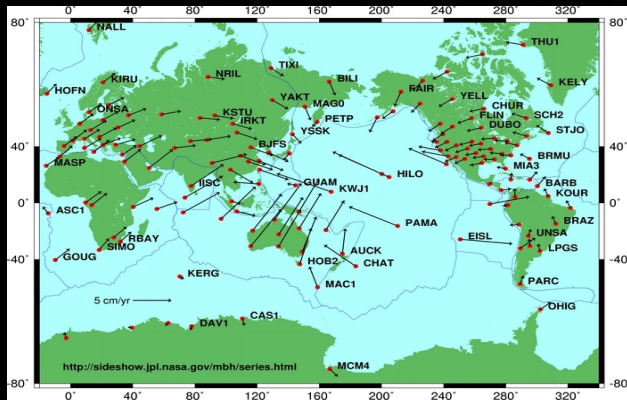 0° 40° 80° 120° 160° 200° 240° 280° 320°
80° 80°
NALL
THU1
TIXI
KIRU
NRIL
BILI
HOFN
FAIR
KELY
YAKT
YELL
ONSA
MAG0
CHUR
KSTU
PETP
FLIN
SCH2
40° 40°
IRKT
YSSK
DUBO
STJO
BJFS
BRMU
MASP
MIA3
IISC
GUAM
HILO
KWJ1
BARB
KOUR
0° 0°
ASC1
PAMA
BRAZ
RBAY
EISL
UNSA
SIMO
AUCK
LPGS
GOUG
HOB2
CHAT
-40° -40°
KERG
MAC1
PARC
5 cm/yr
OHIG
CAS1
DAV1
http://sideshow.jpl.nasa.gov/mbh/series.html
MCM4
-80° -80°
0° 40° 80° 120° 160° 200° 240° 280° 320°